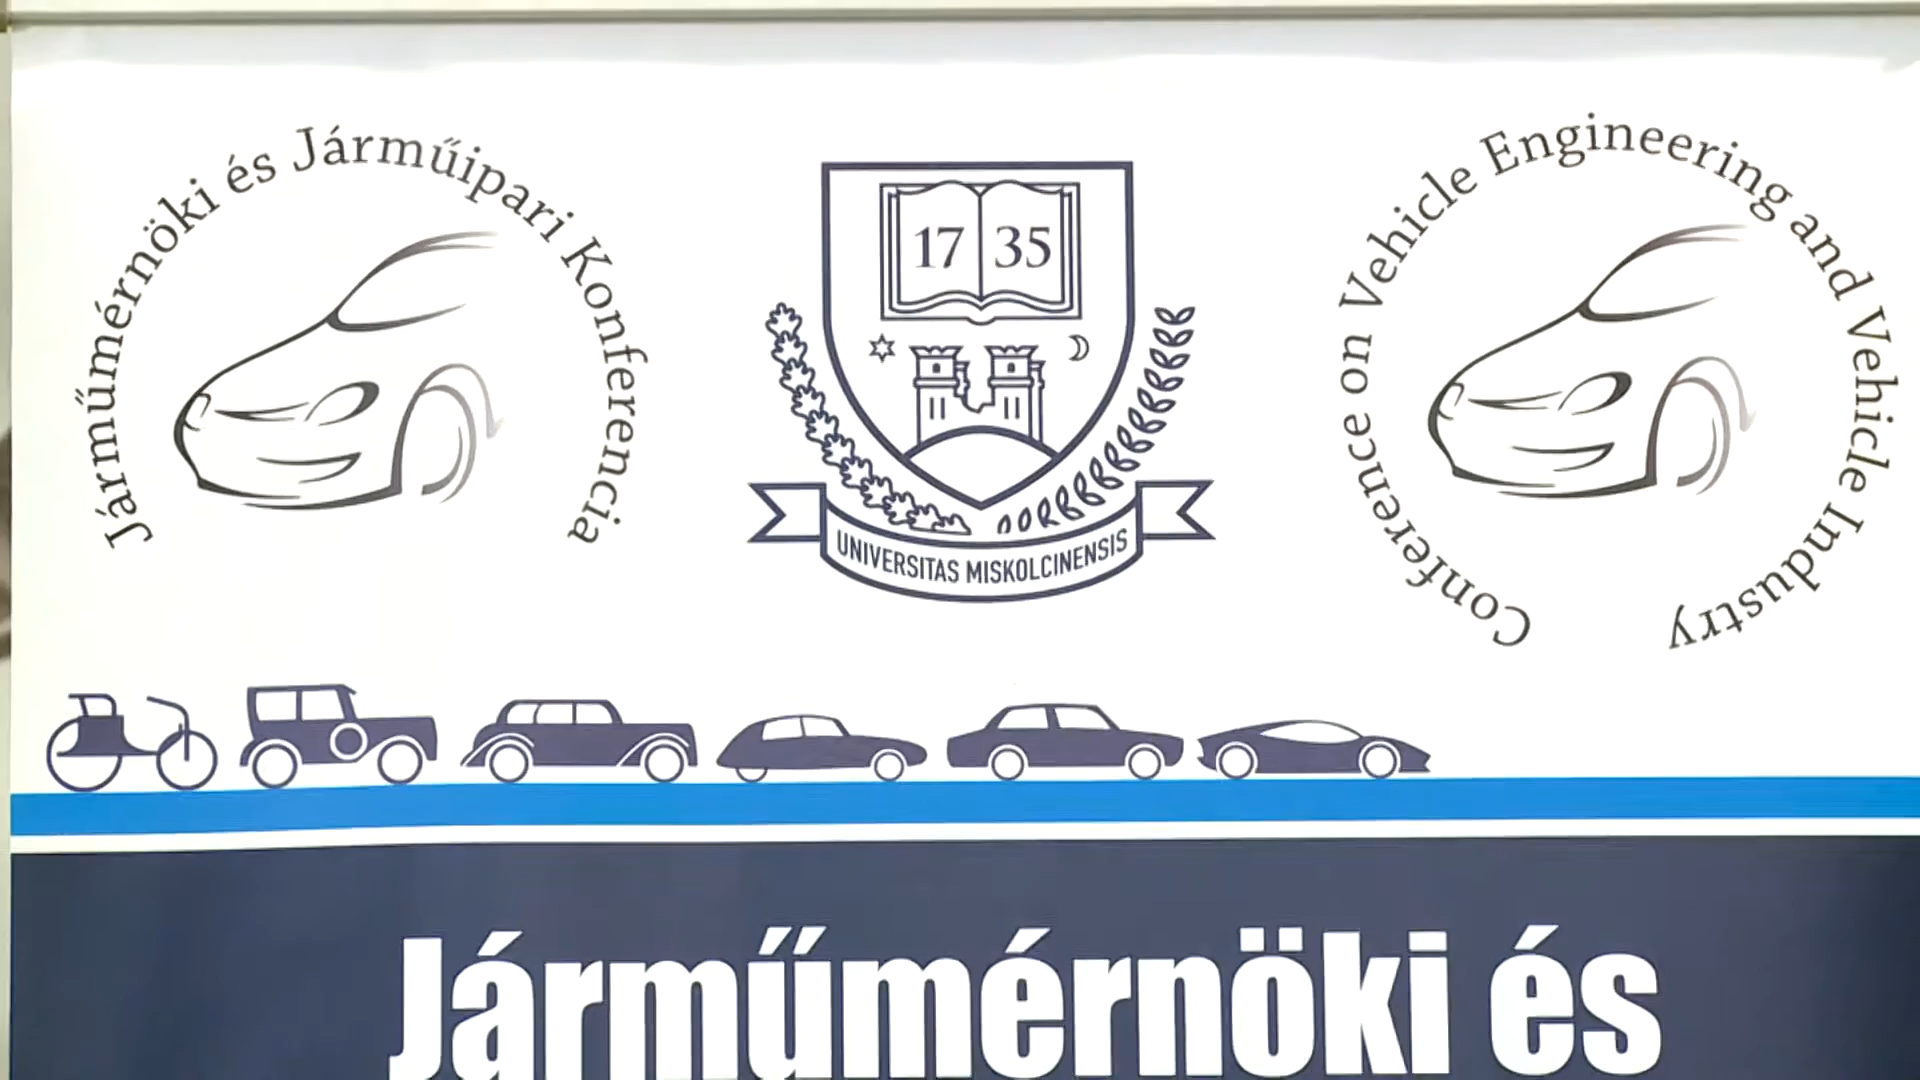 Járműmérnöki és Járműipari Konferencia
17 35
UNIVERSITAS MISKOLCINENSIS
Conference on Vehicle Engineering and Vehicle Industry
Járműmérnöki és